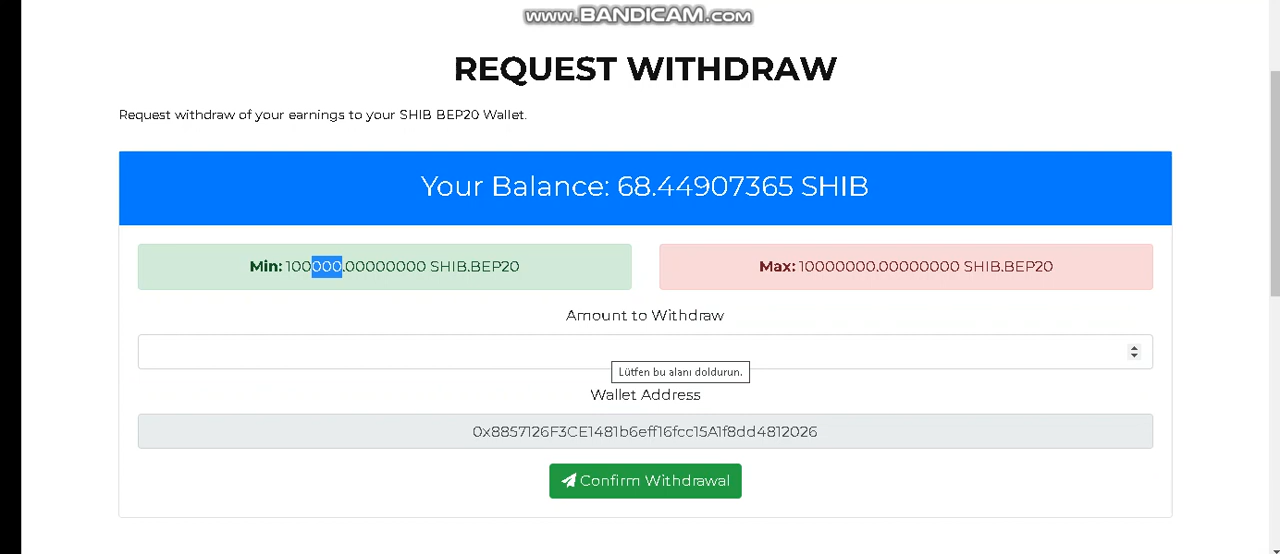 www.BANDICAM.com
REQUEST WITHDRAW
Request withdraw of your earnings to your SHIB BEP20 Wallet.
Your Balance: 68.44907365 SHIB
Min: 100000.00000000 SHIB.BEP20
Max: 10000000.00000000 SHIB.BEP20
Amount to Withdraw
Lütfen bu alanı doldurun.
Wallet Address
0x8857126F3CE1481b6eff16fcc15A1f8dd4812026
Confirm Withdrawal